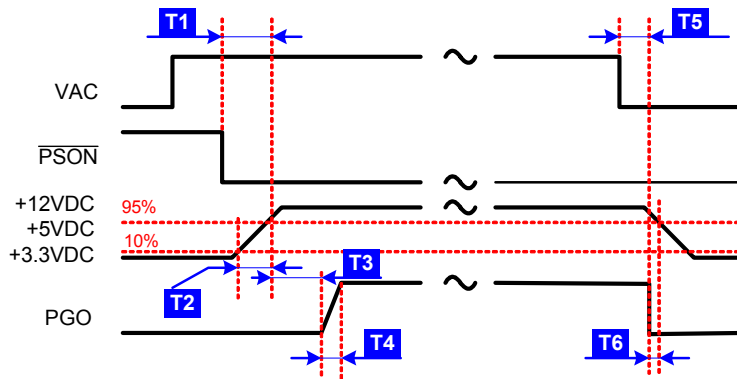 T1
T5
VAC
PSON
+12VDC
95%
+5VDC
10%
+3.3VDC
T3
T2
PGO
T4
T6